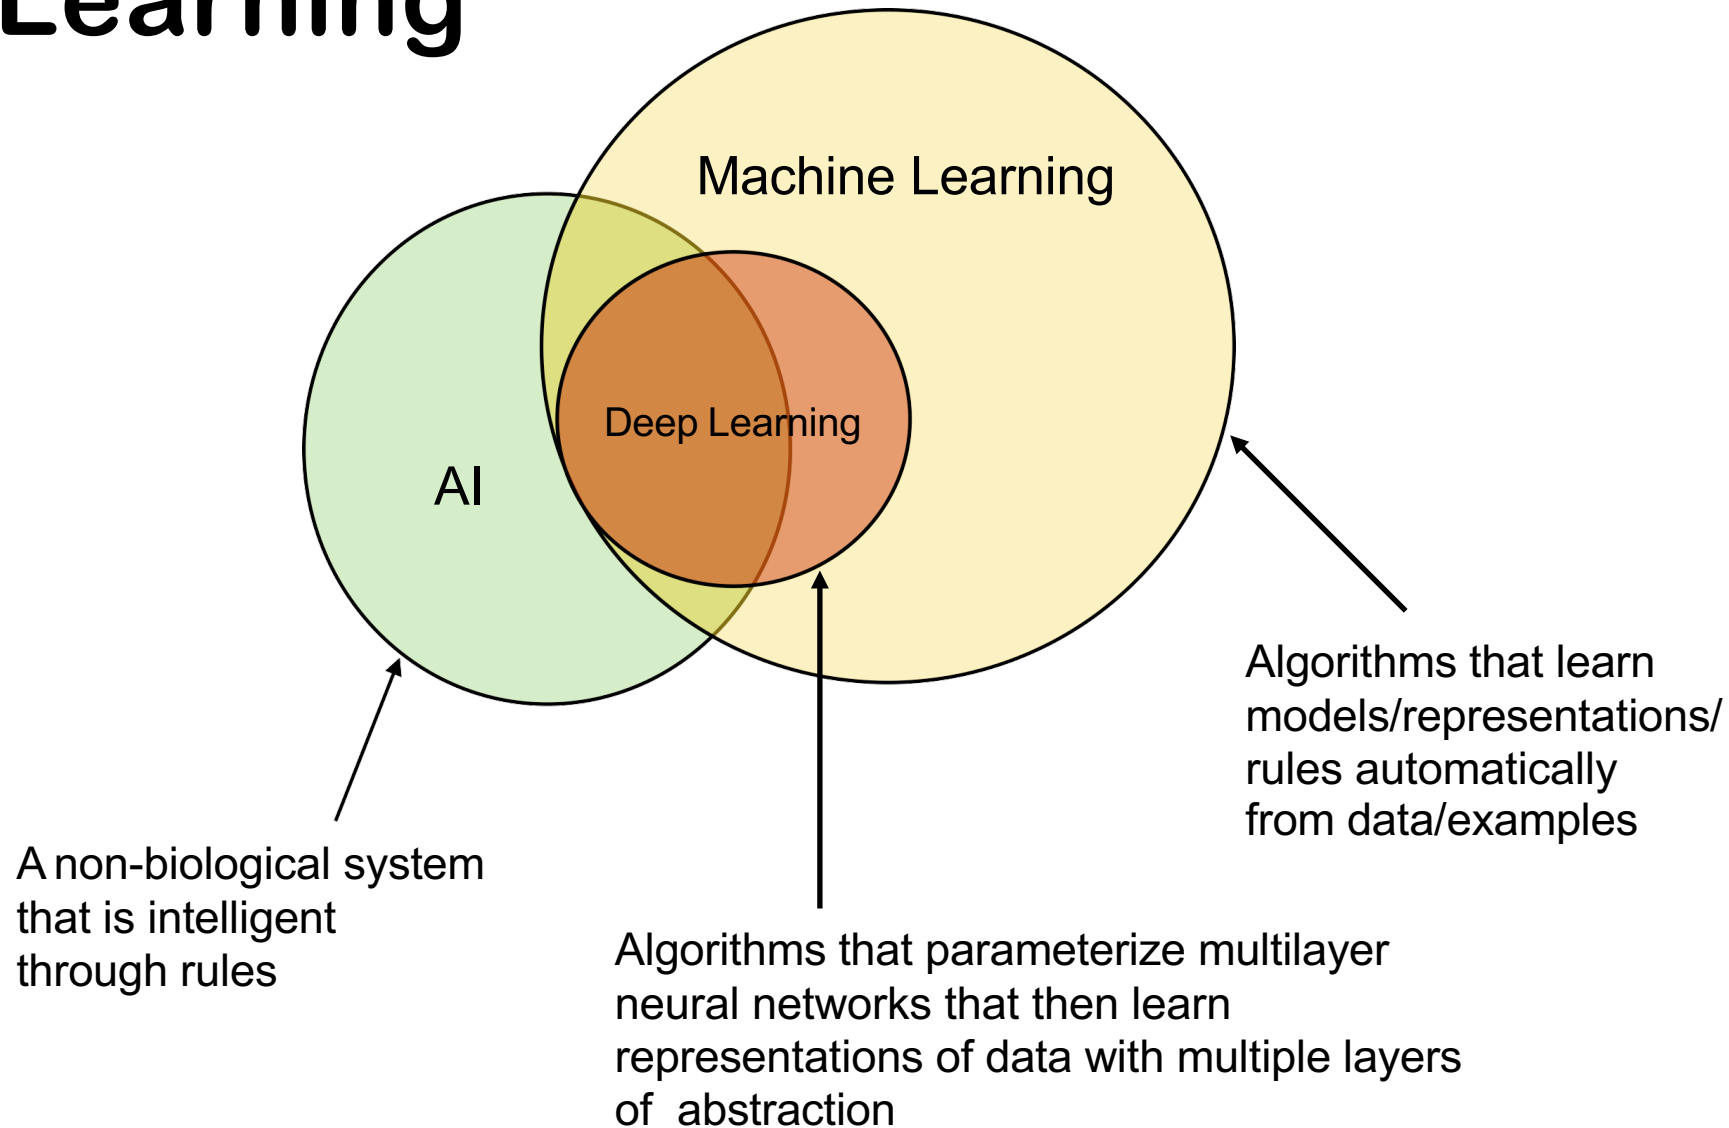 Learning
Machine Learning
Deep Learning
AI
Algorithms that learn
models/representations/
rules automatically
from data/examples
A non-biological system
that is intelligent
through rules
Algorithms that parameterize multilayer
neural networks that then learn
representations of data with multiple layers
of  abstraction